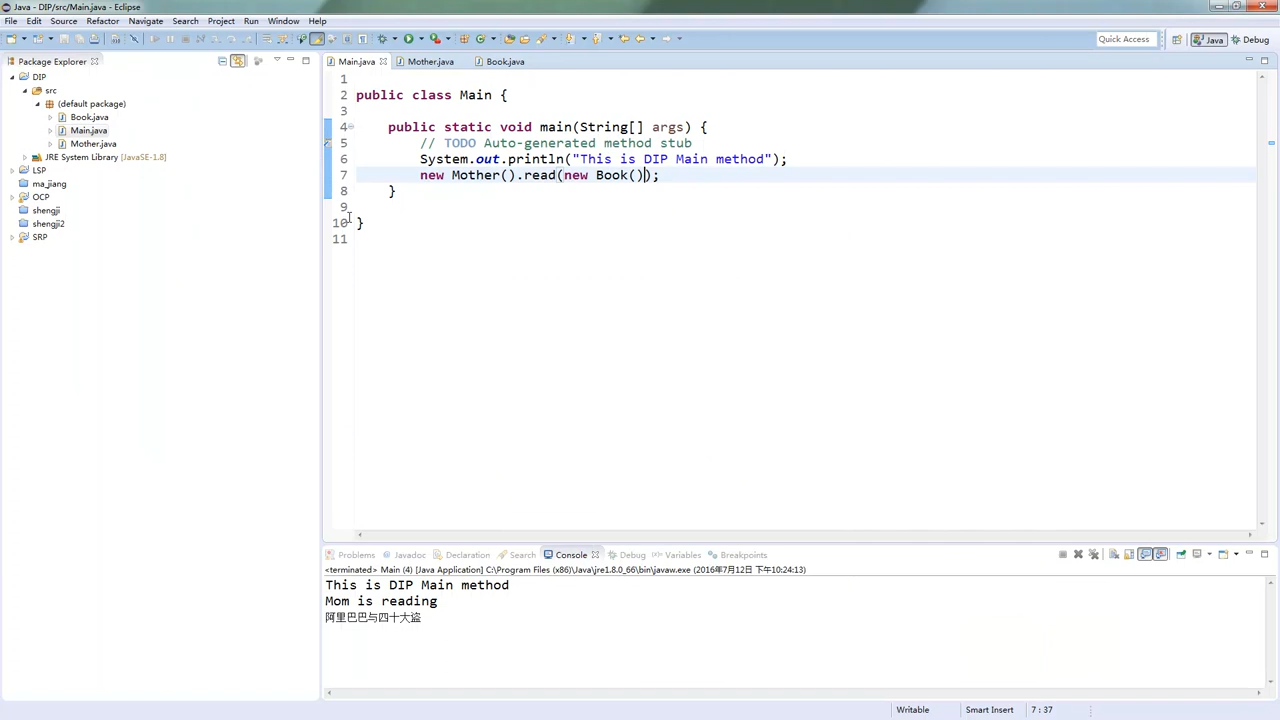 Java - DIP/src/Main.java - Eclipse
File Edit Source Refactor Navigate Search Project Run Window Help
Quick Access
Java
Debug
Package Explorer
DIP
src
(default package)
Book.java
Main.java
Mother.java
JRE System Library [JavaSE-1.8]
LSP
ma_jiang
OCP
shengji
shengji2
SRP
Main.java Mother.java Book.java
1
2 public class Main {
3
4 public static void main(String[] args) {
5 // TODO Auto-generated method stub
6 System.out.println("This is DIP Main method");
7 new Mother().read(new Book());
8 }
9
10 }
11
Problems Javadoc Declaration Search Console Debug Variables Breakpoints
<terminated> Main (4) [Java Application] C:\Program Files (x86)\Java\jre1.8.0_66\bin\javaw.exe (2016年7月12日 下午10:24:13)
This is DIP Main method
Mom is reading
阿里巴巴与四十大盗
Writable Smart Insert 7 : 37